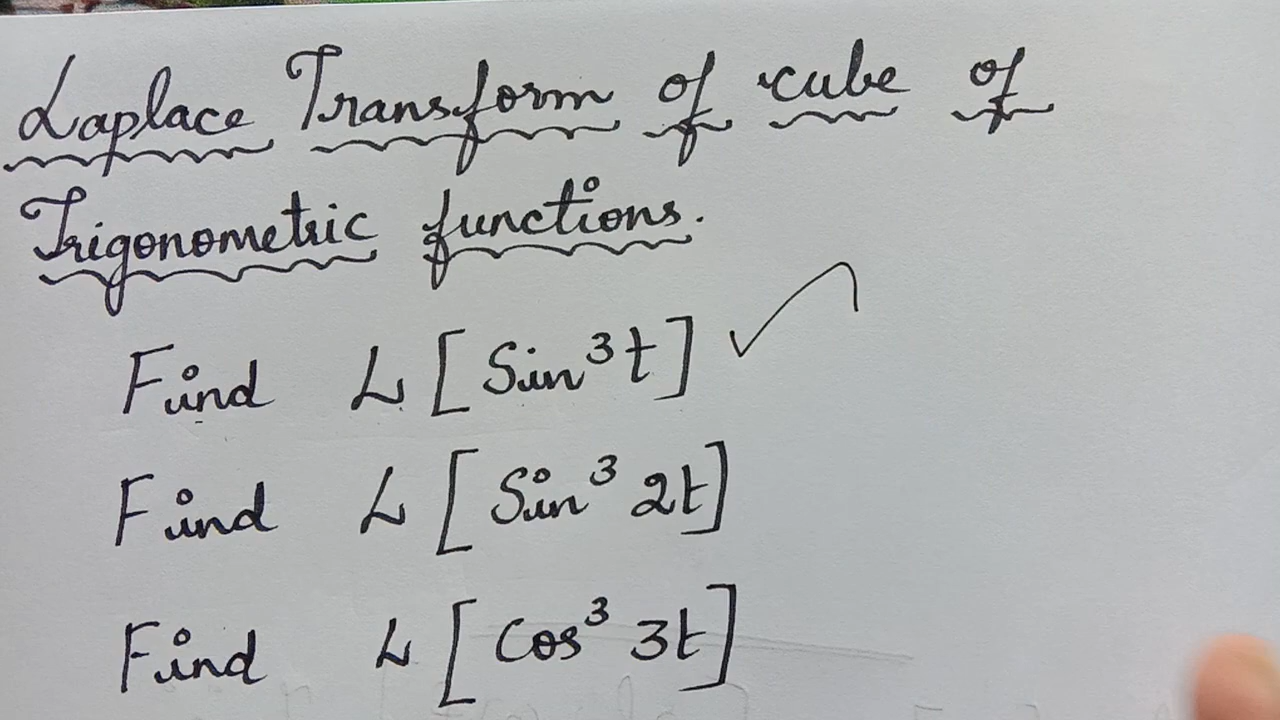 Laplace Transform of cube of
Trigonometric functions.
Find L [Sin³t] ✓
Find L [Sin³ 2t]
Find L [Cos³ 3t]